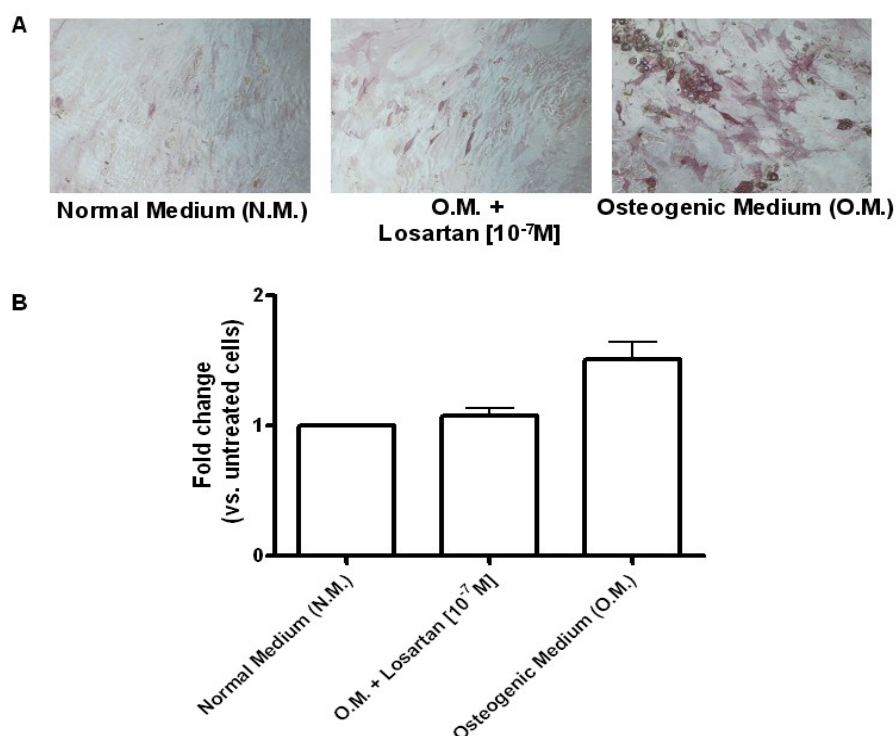 A
Normal Medium (N.M.)
O.M. +
Losartan [10⁻⁷M]
Osteogenic Medium (O.M.)
B
Fold change
(vs. untreated cells)
2
1
0
Normal Medium (N.M.)
O.M. + Losartan [10⁻⁷M]
Osteogenic Medium (O.M.)